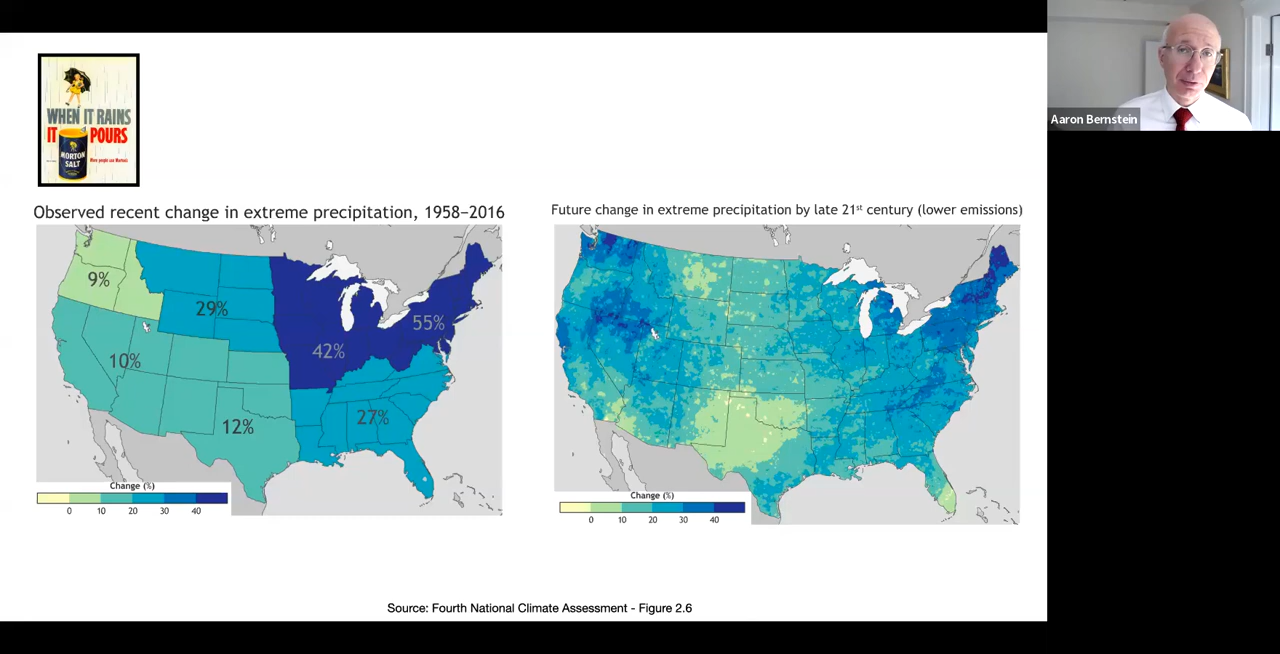 WHEN IT RAINS
IT POURS
MORTON
SALT
Aaron Bernstein
Observed recent change in extreme precipitation, 1958–2016
9%
29%
55%
42%
10%
27%
12%
Change (%)
0 10 20 30 40
Future change in extreme precipitation by late 21st century (lower emissions)
Change (%)
0 10 20 30 40
Source: Fourth National Climate Assessment - Figure 2.6